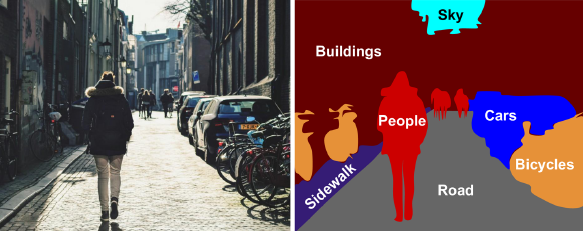 Sky
Buildings
People
Cars
Bicycles
Sidewalk
Road